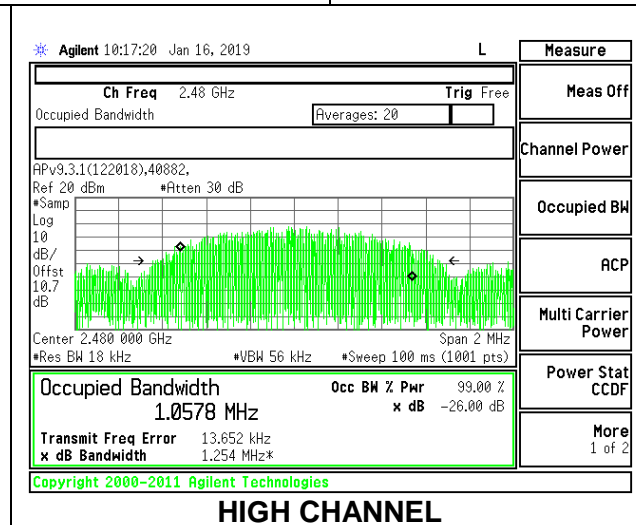 Agilent 10:17:20 Jan 16, 2019 L
Measure
Ch Freq 2.48 GHz Trig Free
Meas Off
Occupied Bandwidth Averages: 20
Channel Power
APv9.3.1(122018),40882,
Ref 20 dBm #Atten 30 dB
#Samp
Log
10
dB/
Offst
10.7
dB
Occupied BW
ACP
Center 2.480 000 GHz Span 2 MHz
#Res BW 18 kHz #VBW 56 kHz #Sweep 100 ms (1001 pts)
Multi Carrier
Power
Occupied Bandwidth Occ BW % Pwr 99.00 %
1.0578 MHz x dB -26.00 dB
Power Stat
CCDF
Transmit Freq Error 13.652 kHz
x dB Bandwidth 1.254 MHz*
More
1 of 2
Copyright 2000-2011 Agilent Technologies
HIGH CHANNEL